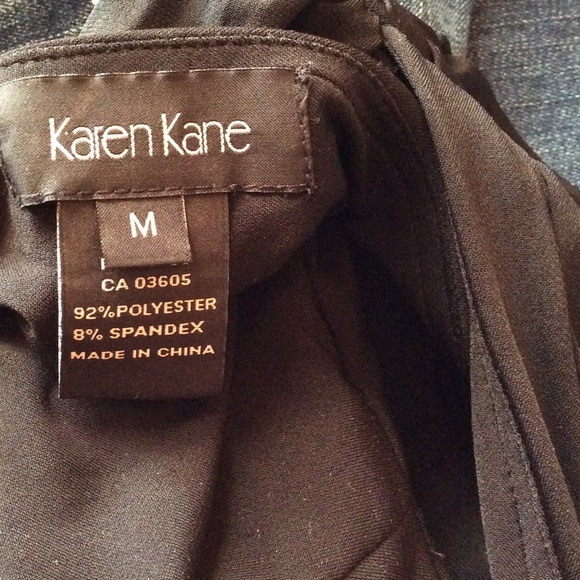 Karen Kane
M
CA 03605
92%POLYESTER
8% SPANDEX
MADE IN CHINA